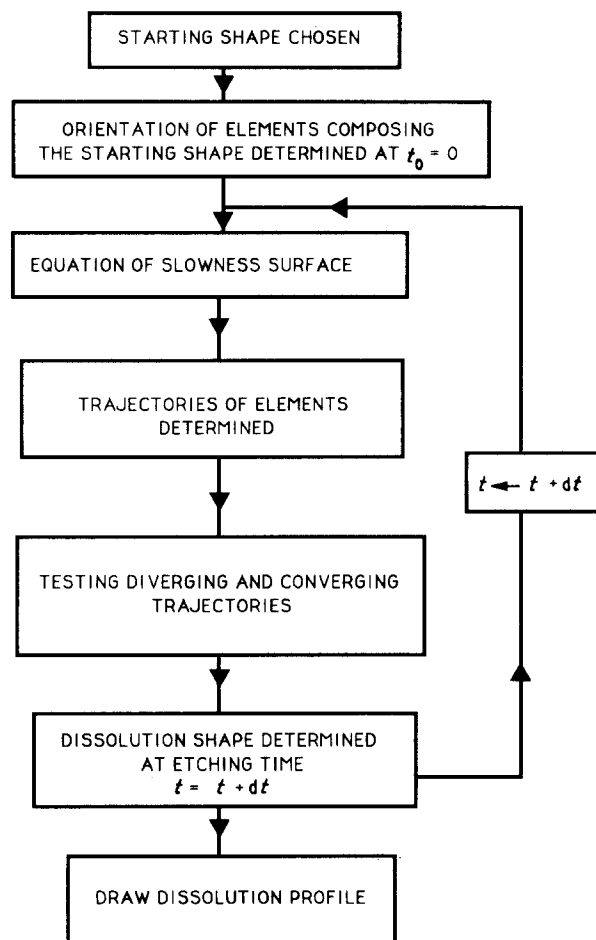 STARTING SHAPE CHOSEN
ORIENTATION OF ELEMENTS COMPOSING
THE STARTING SHAPE DETERMINED AT t₀ = 0
EQUATION OF SLOWNESS SURFACE
TRAJECTORIES OF ELEMENTS
DETERMINED
t ← t + dt
TESTING DIVERGING AND CONVERGING
TRAJECTORIES
DISSOLUTION SHAPE DETERMINED
AT ETCHING TIME
t = t + dt
DRAW DISSOLUTION PROFILE